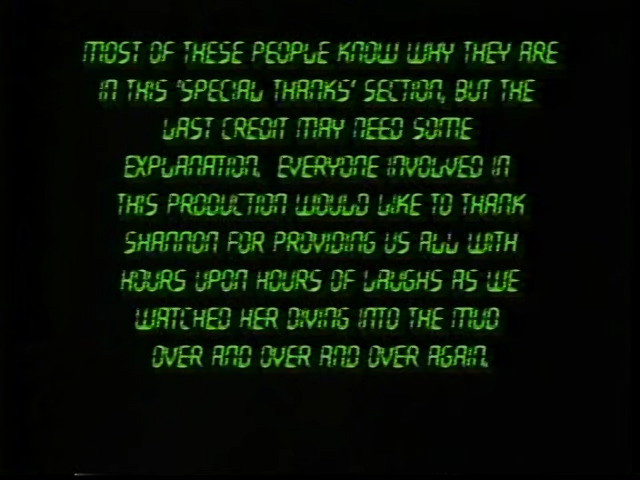 MOST OF THESE PEOPLE KNOW WHY THEY ARE
IN THIS 'SPECIAL THANKS' SECTION, BUT THE
LAST CREDIT MAY NEED SOME
EXPLANATION. EVERYONE INVOLVED IN
THIS PRODUCTION WOULD LIKE TO THANK
SHANNON FOR PROVIDING US ALL WITH
HOURS UPON HOURS OF LAUGHS AS WE
WATCHED HER DIVING INTO THE MUD
OVER AND OVER AND OVER AGAIN.